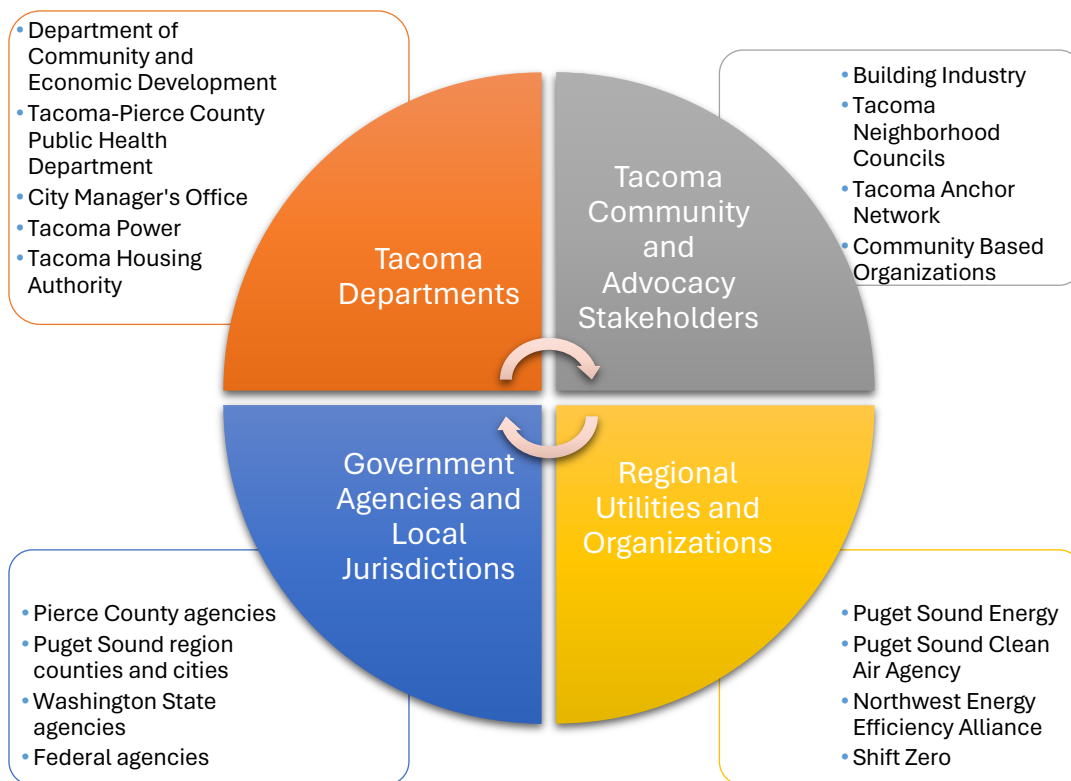 • Department of
Community and
Economic Development
• Tacoma-Pierce County
Public Health
Department
• City Manager's Office
• Tacoma Power
• Tacoma Housing
Authority
Tacoma
Departments
• Building Industry
• Tacoma
Neighborhood
Councils
• Tacoma Anchor
Network
• Community Based
Organizations
Tacoma
Community
and
Advocacy
Stakeholders
Government
Agencies and
Local
Jurisdictions
• Pierce County agencies
• Puget Sound region
counties and cities
• Washington State
agencies
• Federal agencies
Regional
Utilities and
Organizations
• Puget Sound Energy
• Puget Sound Clean
Air Agency
• Northwest Energy
Efficiency Alliance
• Shift Zero